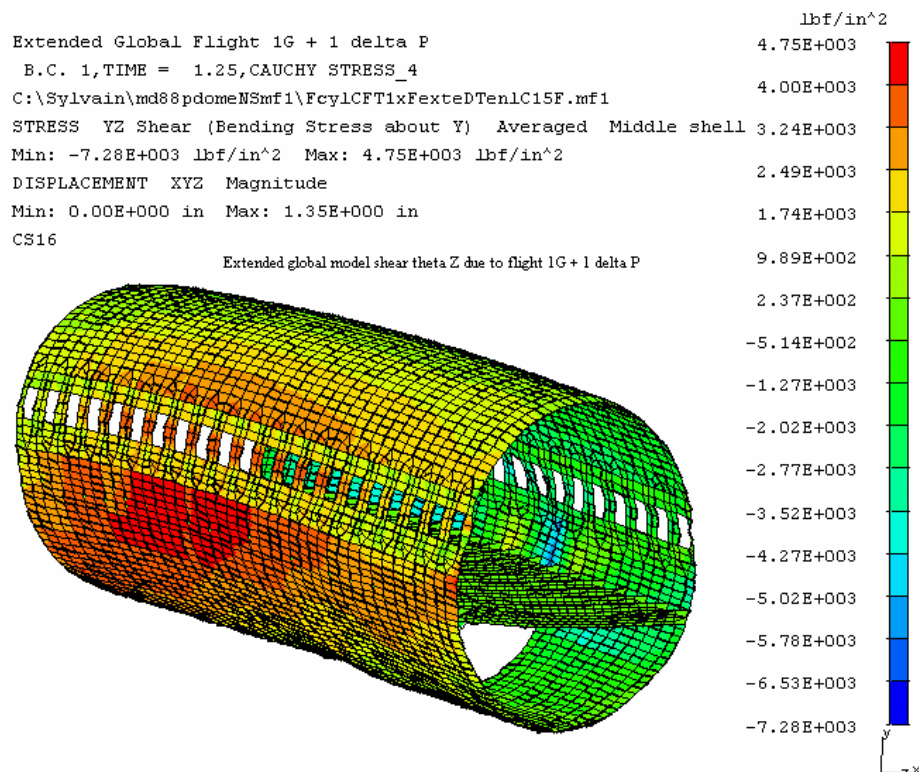 lbf/in^2
Extended Global Flight 1G + 1 delta P
B.C. 1,TIME = 1.25,CAUCHY STRESS_4
C:\Sylvain\md88pdomeNSmf1\FcylCFT1xFexteDTenlC15F.mf1
STRESS YZ Shear (Bending Stress about Y) Averaged Middle shell
Min: -7.28E+003 lbf/in^2 Max: 4.75E+003 lbf/in^2
DISPLACEMENT XYZ Magnitude
Min: 0.00E+000 in Max: 1.35E+000 in
CS16
Extended global model shear theta Z due to flight 1G + 1 delta P
4.75E+003
4.00E+003
3.24E+003
2.49E+003
1.74E+003
9.89E+002
2.37E+002
-5.14E+002
-1.27E+003
-2.02E+003
-2.77E+003
-3.52E+003
-4.27E+003
-5.02E+003
-5.78E+003
-6.53E+003
-7.28E+003
y